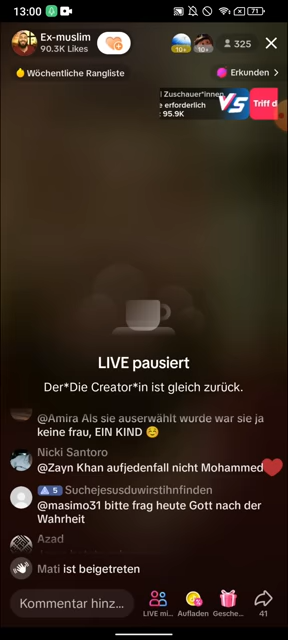 13:00
71
Ex-muslim
90.3K Likes
10+
10+
325
Wöchentliche Rangliste
Erkunden >
Zuschauer*innen
e erforderlich
: 95.9K
VS
Triff d
LIVE pausiert
Der*Die Creator*in ist gleich zurück.
@Amira Als sie auserwählt wurde war sie ja
keine frau, EIN KIND ☺️
Nicki Santoro
@Zayn Khan aufjedenfall nicht Mohammed
5 Suchejesusduwirstihnfinden
@masimo31 bitte frag heute Gott nach der
Wahrheit
Azad
Mati ist beigetreten
Kommentar hinz...
LIVE mi...
Aufladen
Gesche...
41